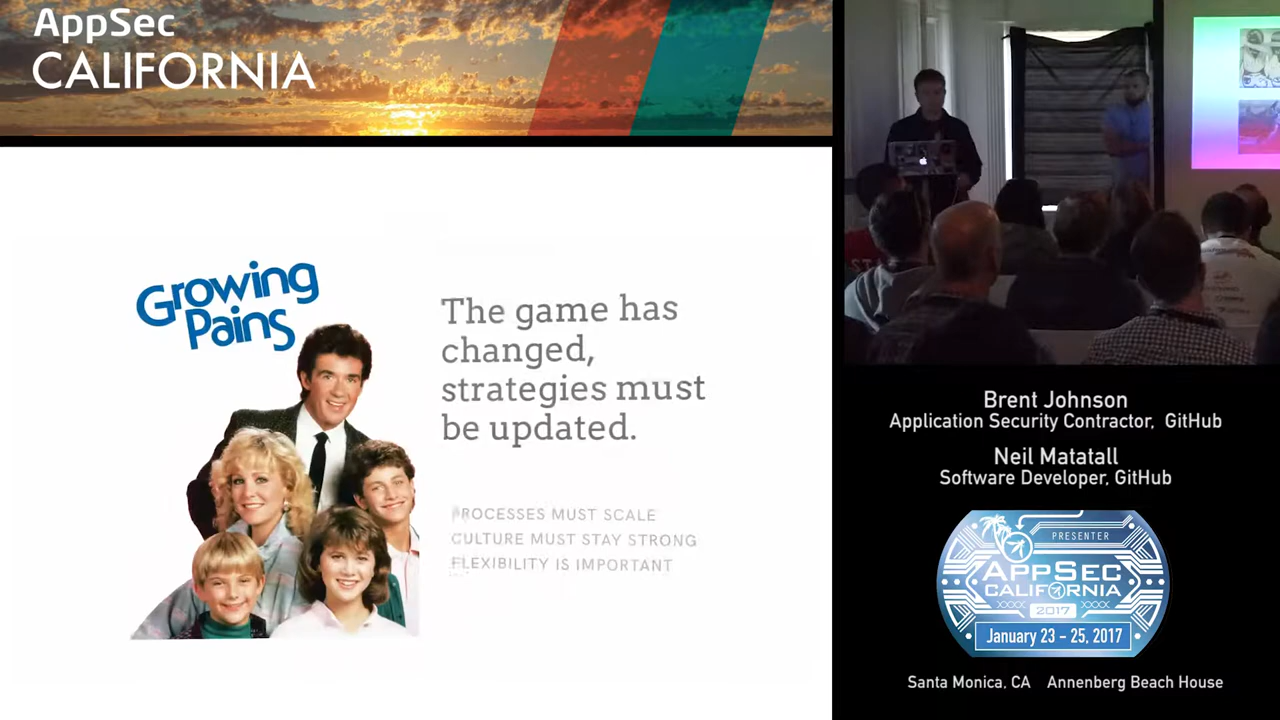 AppSec
CALIFORNIA
Growing
Pains
The game has
changed,
strategies must
be updated.
PROCESSES MUST SCALE
CULTURE MUST STAY STRONG
FLEXIBILITY IS IMPORTANT
Brent Johnson
Application Security Contractor, GitHub
Neil Matatall
Software Developer, GitHub
PRESENTER
APPSEC
CALIFORNIA
2017
January 23 - 25, 2017
Santa Monica, CA Annenberg Beach House